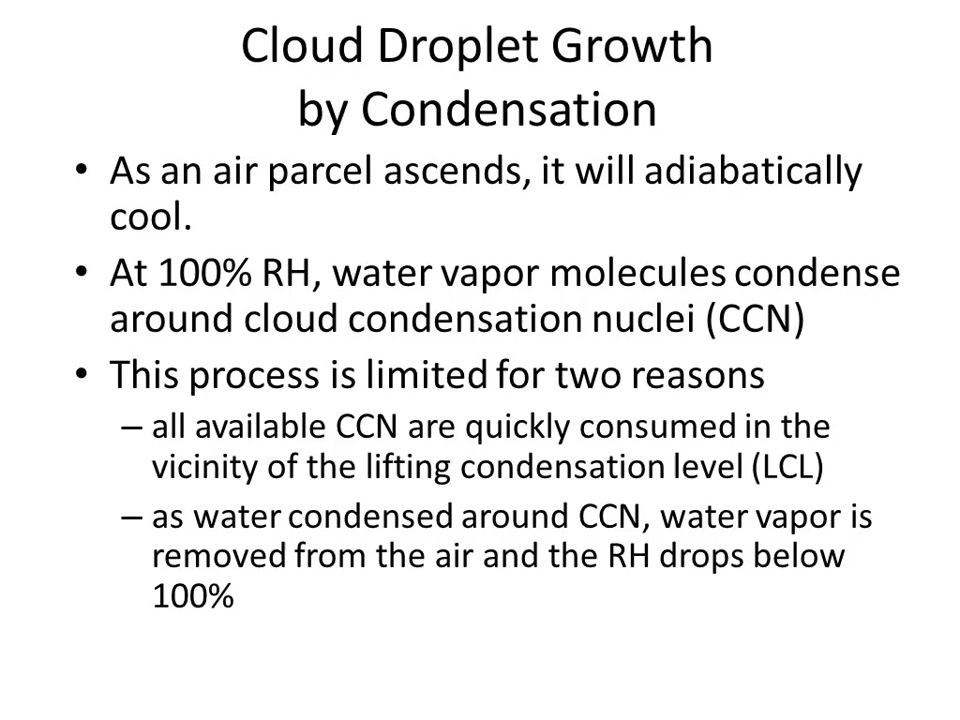 Cloud Droplet Growth
by Condensation
• As an air parcel ascends, it will adiabatically
cool.
• At 100% RH, water vapor molecules condense
around cloud condensation nuclei (CCN)
• This process is limited for two reasons
– all available CCN are quickly consumed in the
vicinity of the lifting condensation level (LCL)
– as water condensed around CCN, water vapor is
removed from the air and the RH drops below
100%